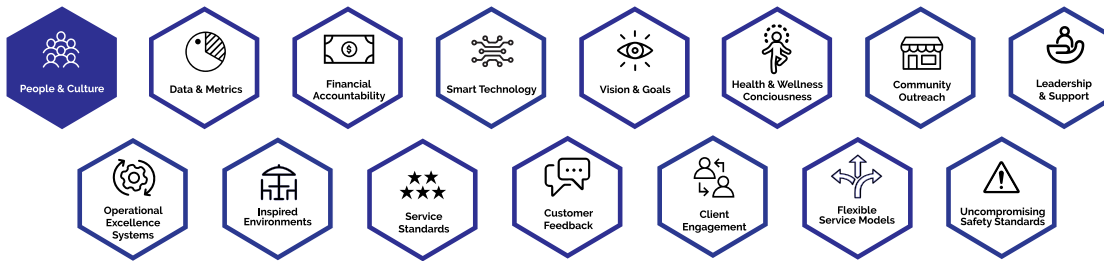 People & Culture
Data & Metrics
$
Financial
Accountability
Smart Technology
Vision & Goals
Health & Wellness
Conciousness
Community
Outreach
Leadership
& Support
Operational
Excellence
Systems
Inspired
Environments
Service
Standards
Customer
Feedback
Client
Engagement
Flexible
Service Models
Uncompromising
Safety Standards